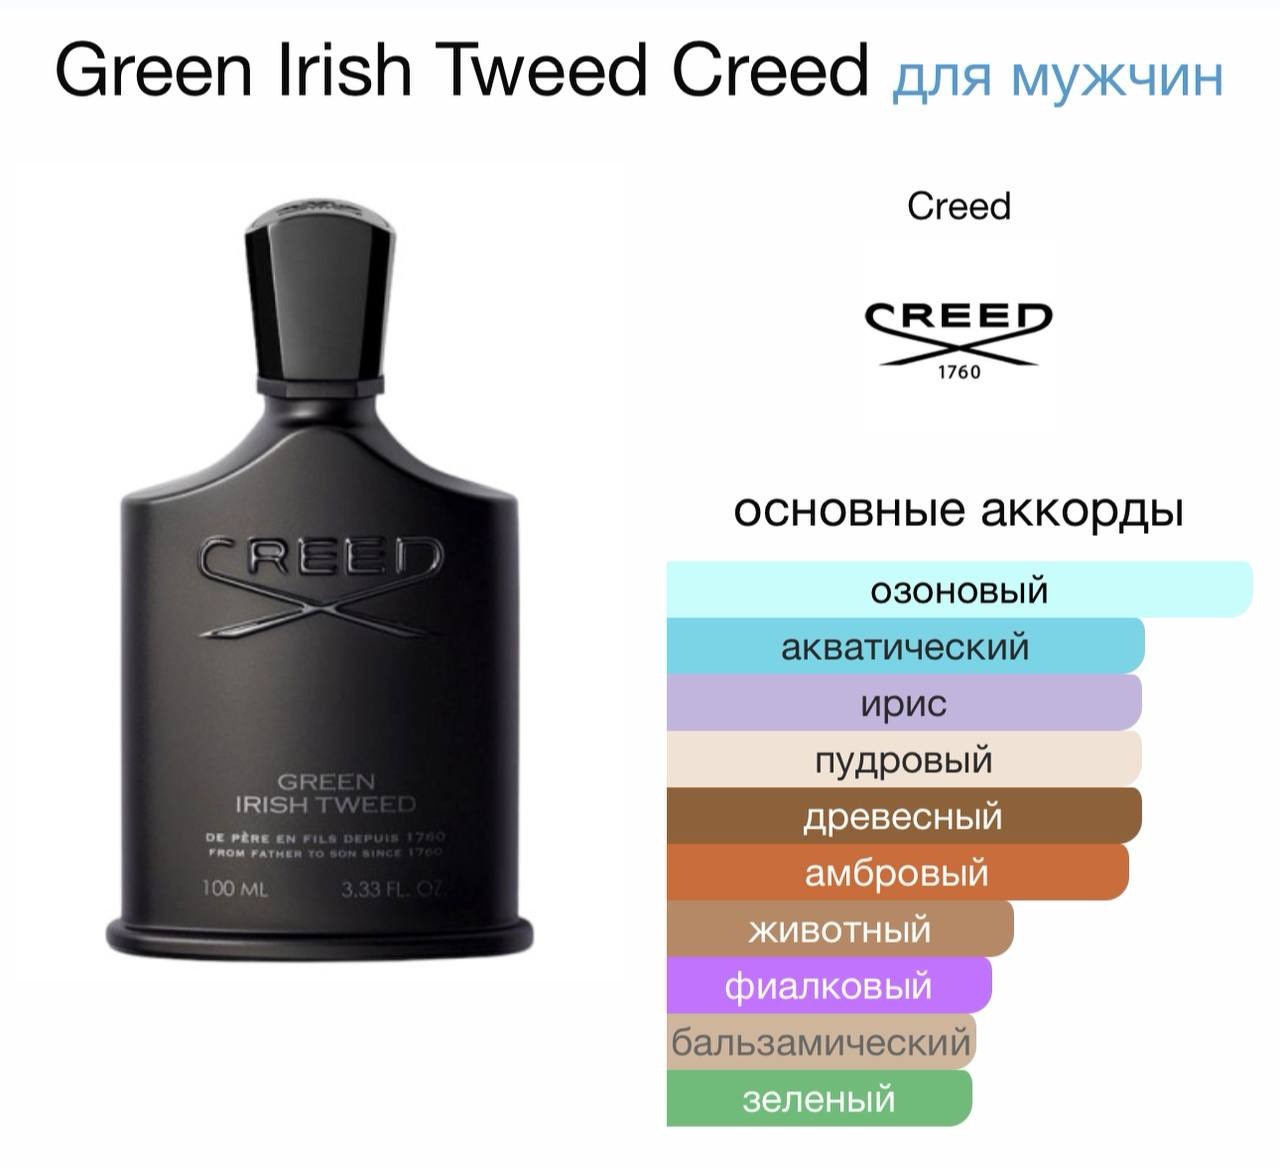 Green Irish Tweed Creed для мужчин
Creed
CREED
1760
основные аккорды
озоновый
акватический
ирис
пудровый
древесный
амбровый
животный
фиалковый
бальзамический
зеленый
CREED
GREEN
IRISH TWEED
DE PÈRE EN FILS DEPUIS 1760
FROM FATHER TO SON SINCE 1760
100 ML 3.33 FL. OZ.